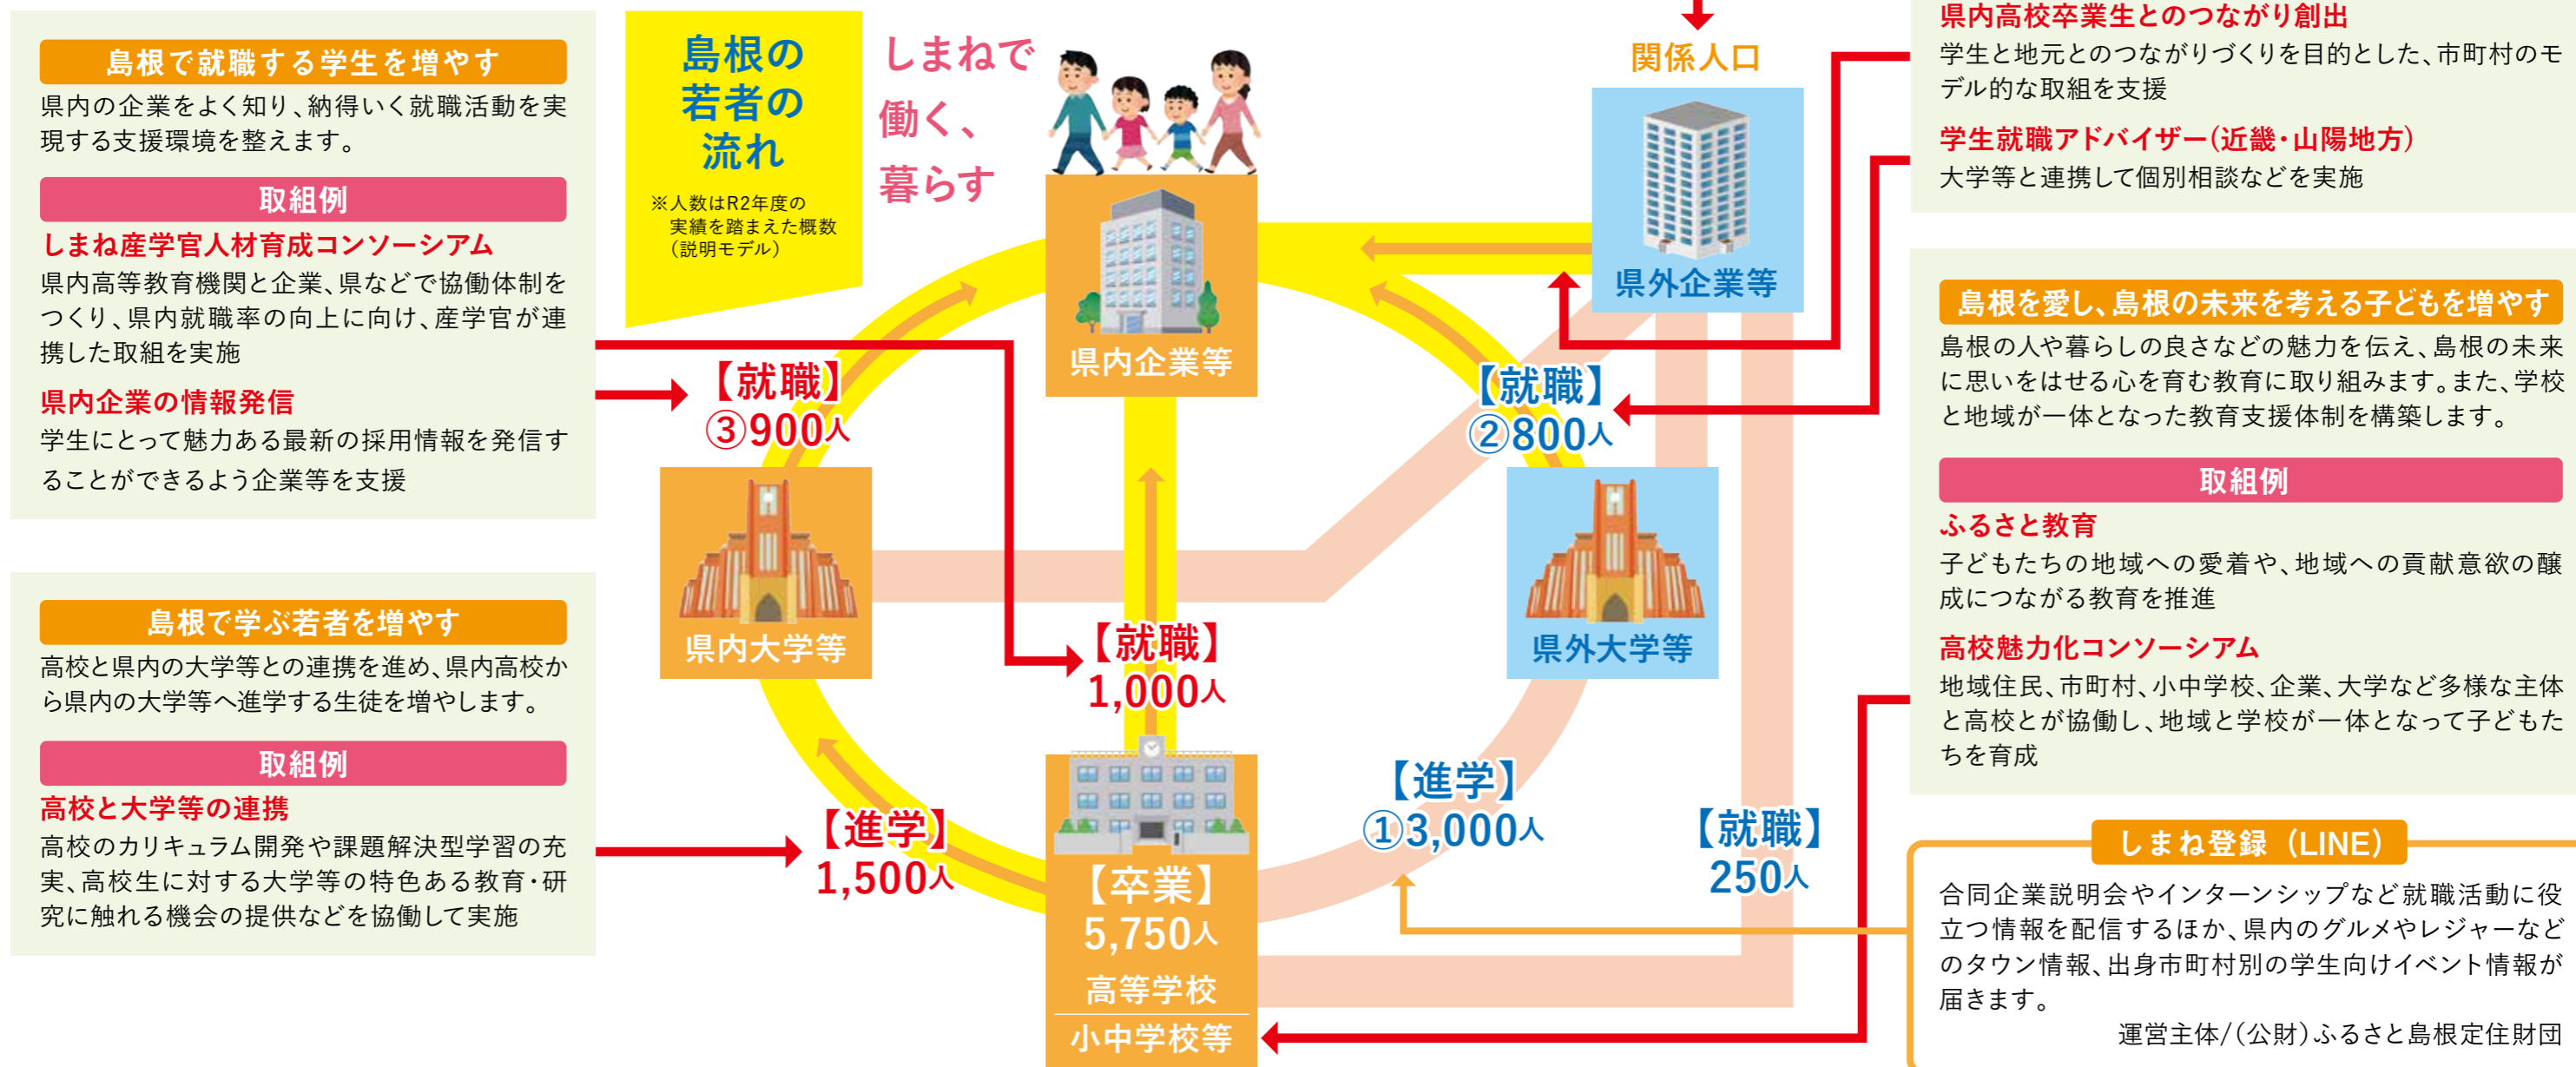 島根で就職する学生を増やす
県内の企業をよく知り、納得いく就職活動を実
現する支援環境を整えます。
取組例
しまね産学官人材育成コンソーシアム
県内高等教育機関と企業、県などで協働体制を
つくり、県内就職率の向上に向け、産学官が連
携した取組を実施
県内企業の情報発信
学生にとって魅力ある最新の採用情報を発信す
ることができるよう企業等を支援
島根で学ぶ若者を増やす
高校と県内の大学等との連携を進め、県内高校か
ら県内の大学等へ進学する生徒を増やします。
取組例
高校と大学等の連携
高校のカリキュラム開発や課題解決型学習の充
実、高校生に対する大学等の特色ある教育・研
究に触れる機会の提供などを協働して実施
島根の
若者の
流れ
※人数はR2年度の
実績を踏まえた概数
（説明モデル）
しまねで
働く、
暮らす
県内企業等
関係人口
県外企業等
【就職】
③900人
【就職】
②800人
県内大学等
県外大学等
【就職】
1,000人
【進学】
1,500人
【進学】
①3,000人
【就職】
250人
【卒業】
5,750人
高等学校
小中学校等
県内高校卒業生とのつながり創出
学生と地元とのつながりづくりを目的とした、市町村のモ
デル的な取組を支援
学生就職アドバイザー（近畿・山陽地方）
大学等と連携して個別相談などを実施
島根を愛し、島根の未来を考える子どもを増やす
島根の人や暮らしの良さなどの魅力を伝え、島根の未来
に思いをはせる心を育む教育に取り組みます。また、学校
と地域が一体となった教育支援体制を構築します。
取組例
ふるさと教育
子どもたちの地域への愛着や、地域への貢献意欲の醸
成につながる教育を推進
高校魅力化コンソーシアム
地域住民、市町村、小中学校、企業、大学など多様な主体
と高校とが協働し、地域と学校が一体となって子どもた
ちを育成
しまね登録（LINE）
合同企業説明会やインターンシップなど就職活動に役
立つ情報を配信するほか、県内のグルメやレジャーなど
のタウン情報、出身市町村別の学生向けイベント情報が
届きます。
運営主体/（公財）ふるさと島根定住財団